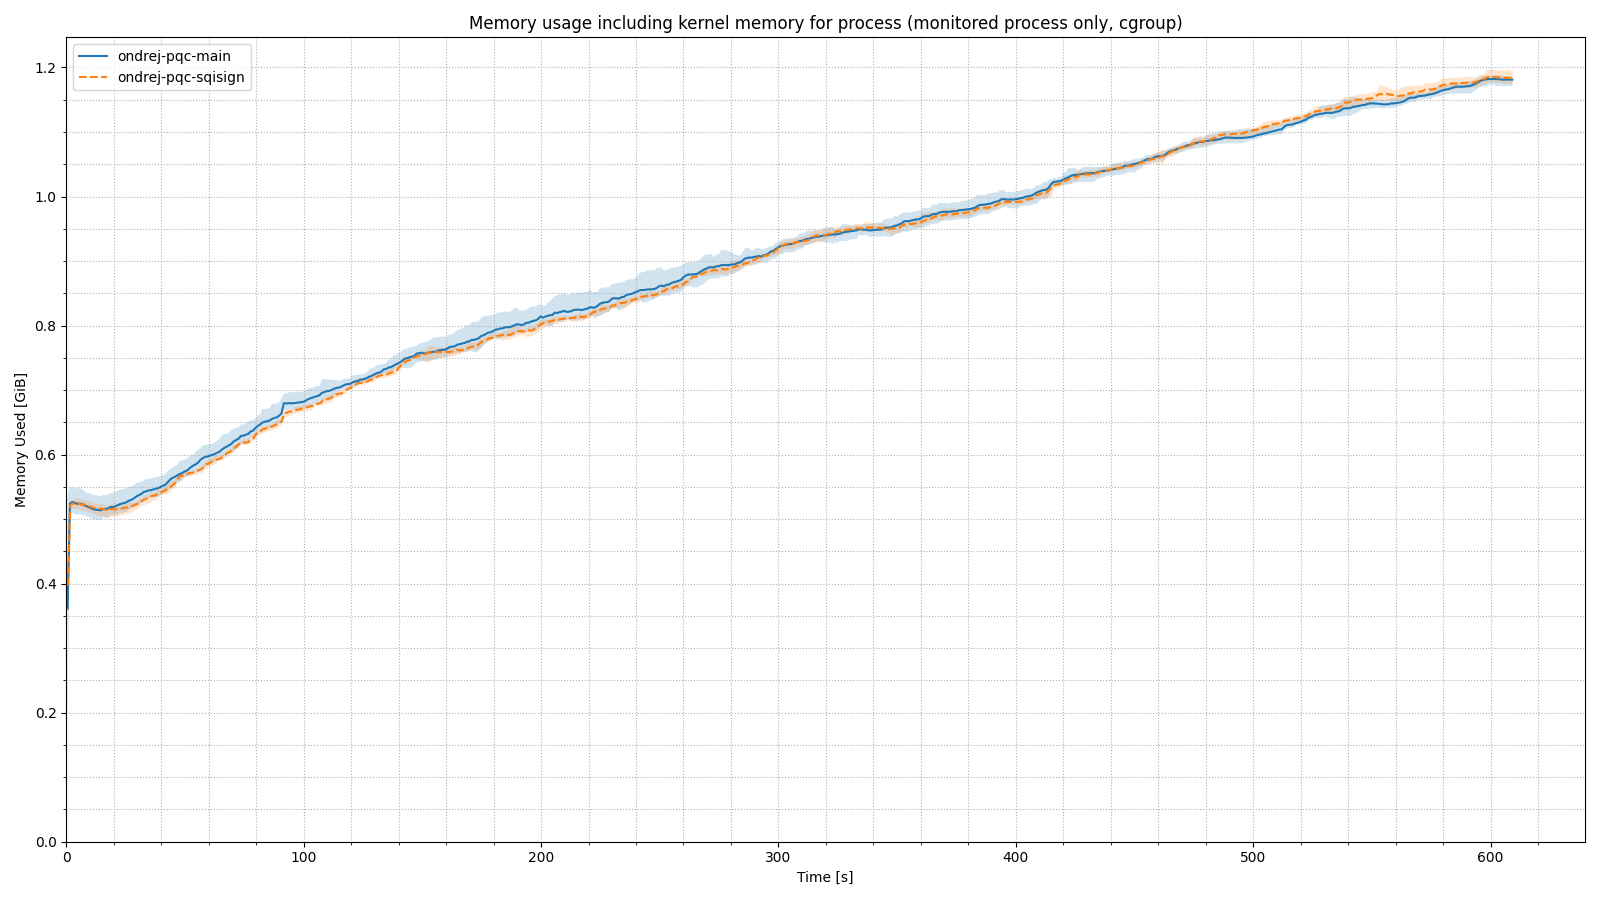 Memory usage including kernel memory for process (monitored process only, cgroup)
ondrej-pqc-main
ondrej-pqc-sqisign
Memory Used [GiB]
1.2
1.0
0.8
0.6
0.4
0.2
0.0
0 100 200 300 400 500 600
Time [s]